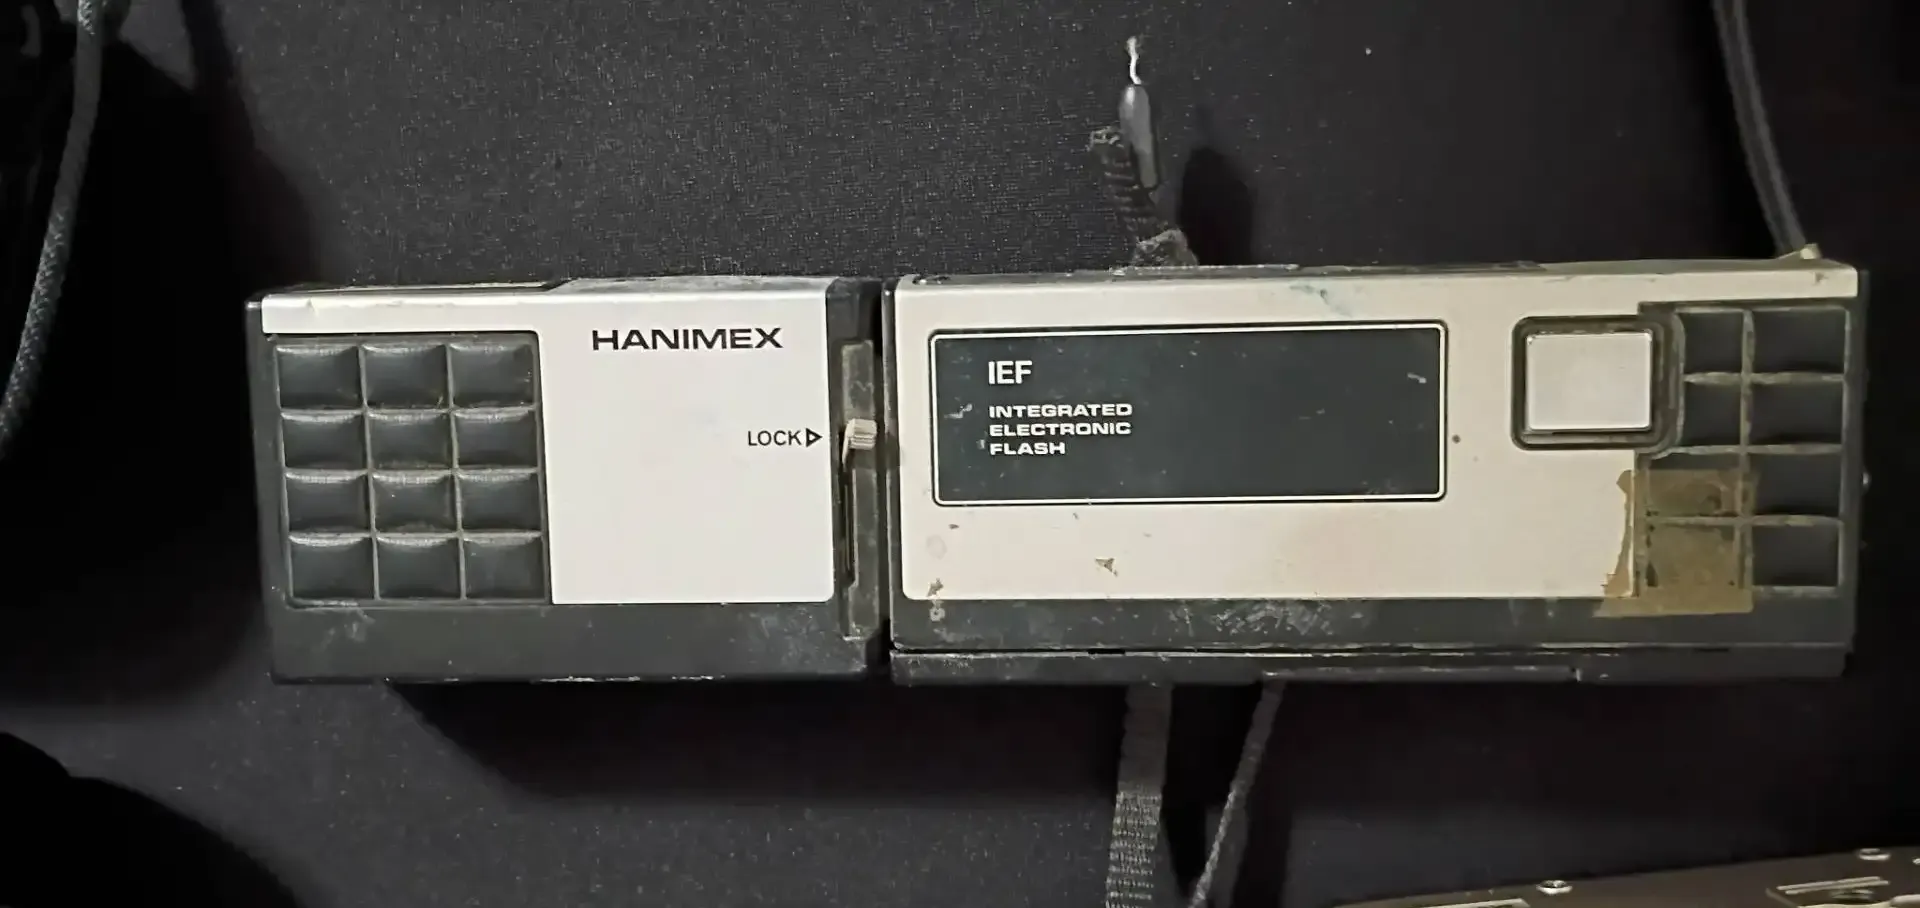 HANIMEX
LOCK
IEF
INTEGRATED
ELECTRONIC
FLASH